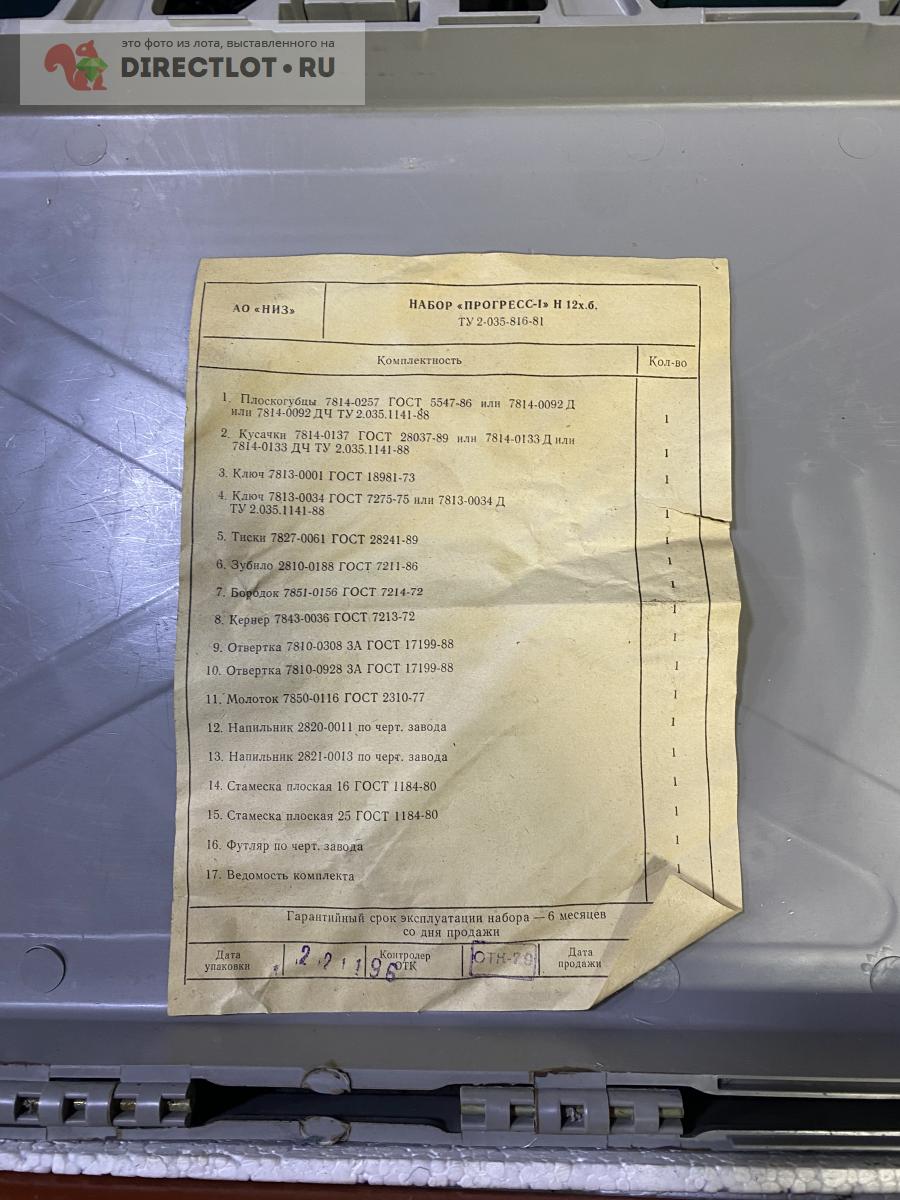 это фото из лота, выставленного на
DIRECTLOT•RU
АО «НИЗ»
НАБОР «ПРОГРЕСС-1» Н 12х.б.
ТУ 2-035-816-81
Комплектность
Кол-во
1. Плоскогубцы 7814-0257 ГОСТ 5547-86 или 7814-0092 Д
или 7814-0092 ДЧ ТУ 2.035.1141-88
1
2. Кусачки 7814-0137 ГОСТ 28037-89 или 7814-0133 Д или
7814-0133 ДЧ ТУ 2.035.1141-88
1
3. Ключ 7813-0001 ГОСТ 18981-73
1
4. Ключ 7813-0034 ГОСТ 7275-75 или 7813-0034 Д
ТУ 2.035.1141-88
1
5. Тиски 7827-0061 ГОСТ 28241-89
1
6. Зубило 2810-0188 ГОСТ 7211-86
1
7. Бородок 7851-0156 ГОСТ 7214-72
1
8. Кернер 7843-0036 ГОСТ 7213-72
1
9. Отвертка 7810-0308 3А ГОСТ 17199-88
1
10. Отвертка 7810-0928 3А ГОСТ 17199-88
1
11. Молоток 7850-0116 ГОСТ 2310-77
1
12. Напильник 2820-0011 по черт. завода
1
13. Напильник 2821-0013 по черт. завода
1
14. Стамеска плоская 16 ГОСТ 1184-80
1
15. Стамеска плоская 25 ГОСТ 1184-80
1
16. Футляр по черт. завода
1
17. Ведомость комплекта
1
Гарантийный срок эксплуатации набора — 6 месяцев
со дня продажи
Дата
упаковки
Контролер
ОТК
ОТК-79
Дата
продажи